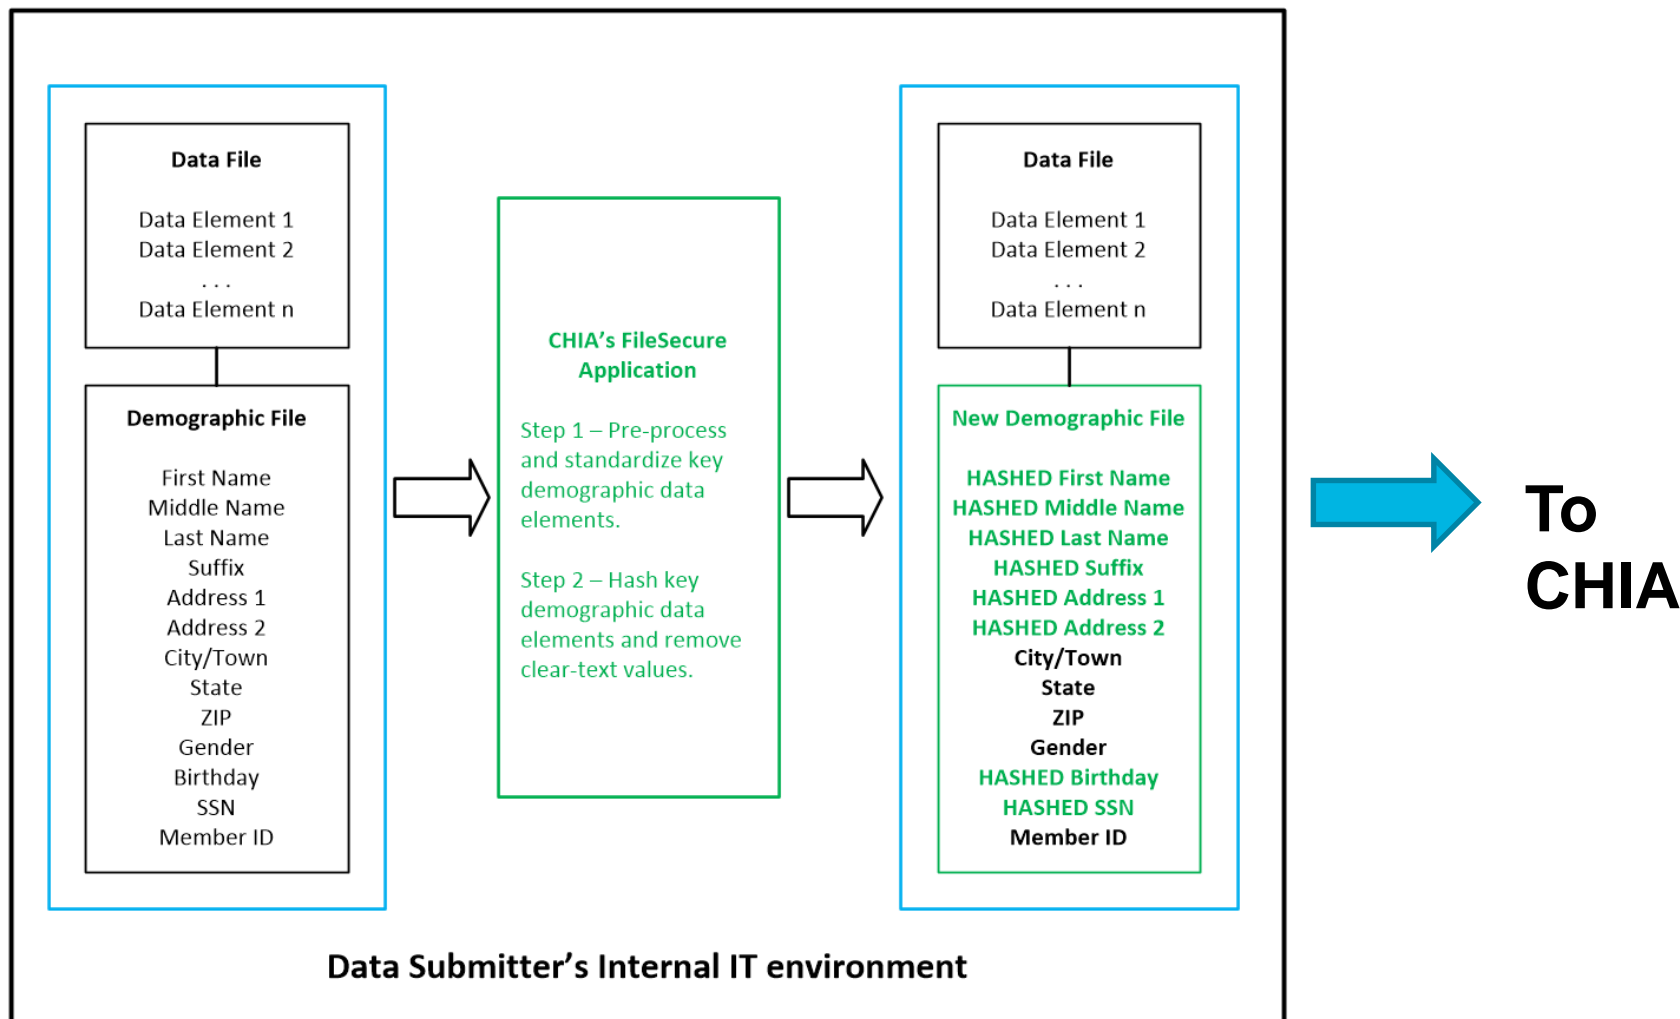 Data File
Data Element 1
Data Element 2
. . .
Data Element n
Demographic File
First Name
Middle Name
Last Name
Suffix
Address 1
Address 2
City/Town
State
ZIP
Gender
Birthday
SSN
Member ID
CHIA’s FileSecure
Application
Step 1 – Pre-process
and standardize key
demographic data
elements.
Step 2 – Hash key
demographic data
elements and remove
clear-text values.
Data File
Data Element 1
Data Element 2
. . .
Data Element n
New Demographic File
HASHED First Name
HASHED Middle Name
HASHED Last Name
HASHED Suffix
HASHED Address 1
HASHED Address 2
City/Town
State
ZIP
Gender
HASHED Birthday
HASHED SSN
Member ID
To
CHIA
Data Submitter’s Internal IT environment